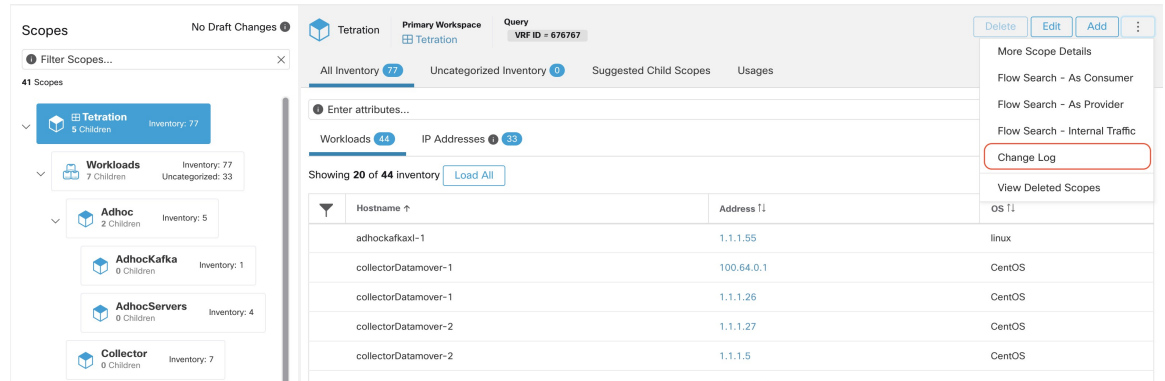 Scopes
No Draft Changes
Filter Scopes...
41 Scopes
Tetration
5 Children
Inventory: 77
Workloads
7 Children
Inventory: 77
Uncategorized: 33
Adhoc
2 Children
Inventory: 5
AdhocKafka
0 Children
Inventory: 1
AdhocServers
0 Children
Inventory: 4
Collector
0 Children
Inventory: 7
Tetration
Primary Workspace
Tetration
Query
VRF ID = 676767
Delete
Edit
Add
More Scope Details
Flow Search - As Consumer
Flow Search - As Provider
Flow Search - Internal Traffic
Change Log
View Deleted Scopes
All Inventory 77
Uncategorized Inventory 0
Suggested Child Scopes
Usages
Enter attributes...
Workloads 44
IP Addresses 33
Showing 20 of 44 inventory
Load All
Hostname ↑ Address ↑↓ OS ↑↓
adhockafkaxl-1 1.1.1.55 linux
collectorDatamover-1 100.64.0.1 CentOS
collectorDatamover-1 1.1.1.26 CentOS
collectorDatamover-2 1.1.1.27 CentOS
collectorDatamover-2 1.1.1.5 CentOS